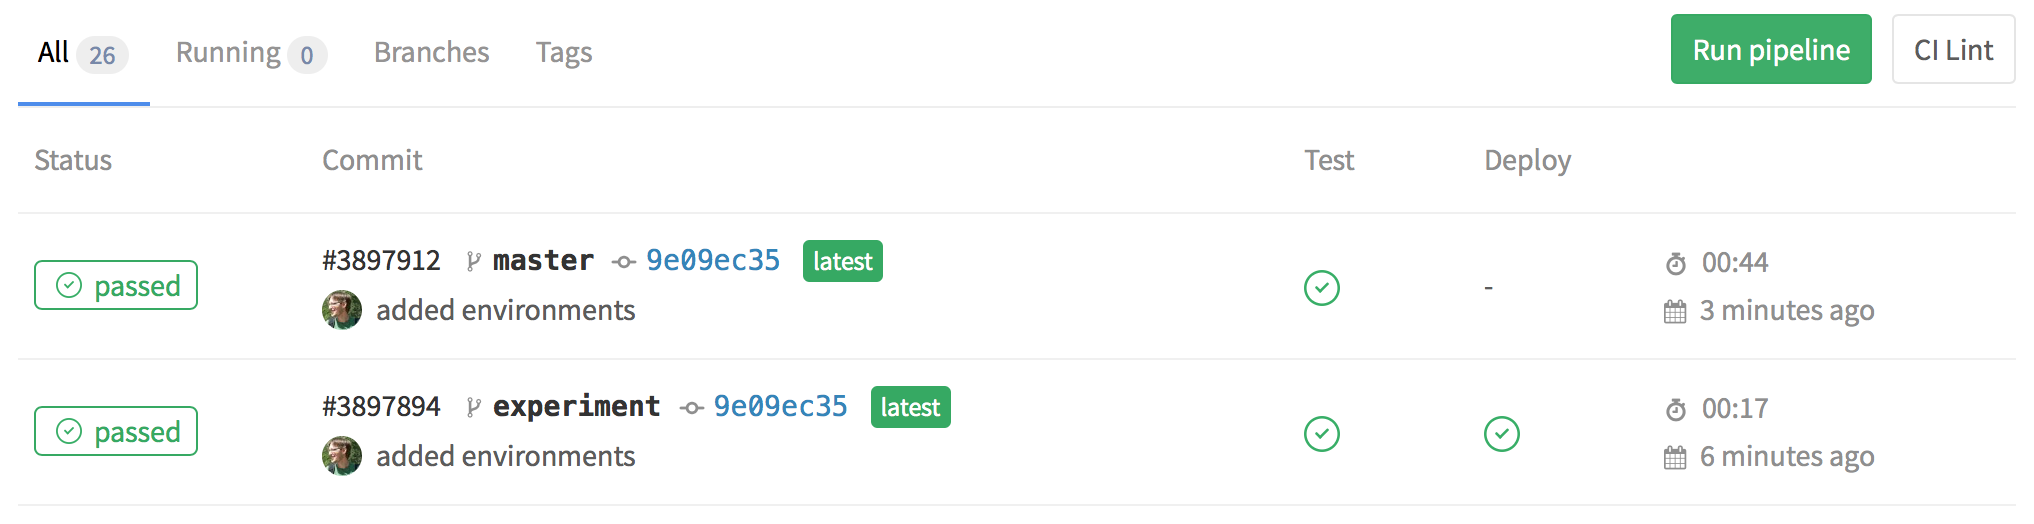 All 26 Running 0 Branches Tags Run pipeline CI Lint
Status Commit Test Deploy
#3897912 master 9e09ec35 latest 00:44
passed -
added environments 3 minutes ago
#3897894 experiment 9e09ec35 latest 00:17
passed
added environments 6 minutes ago